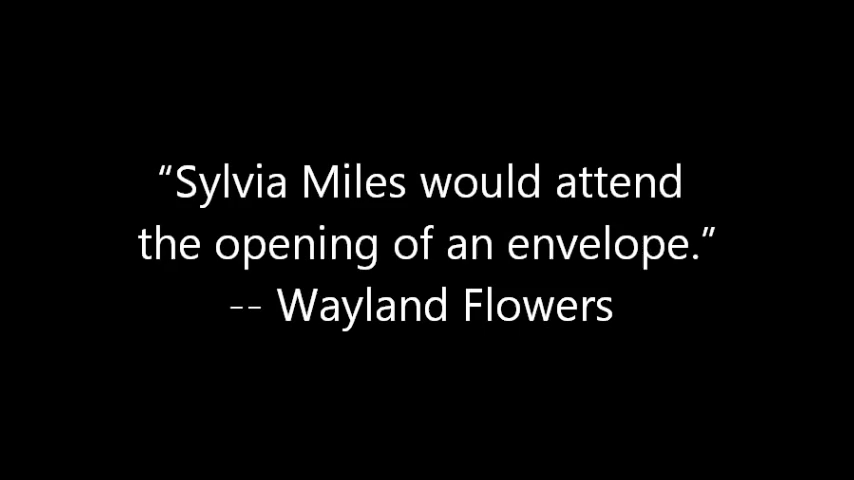 “Sylvia Miles would attend
the opening of an envelope.”
-- Wayland Flowers